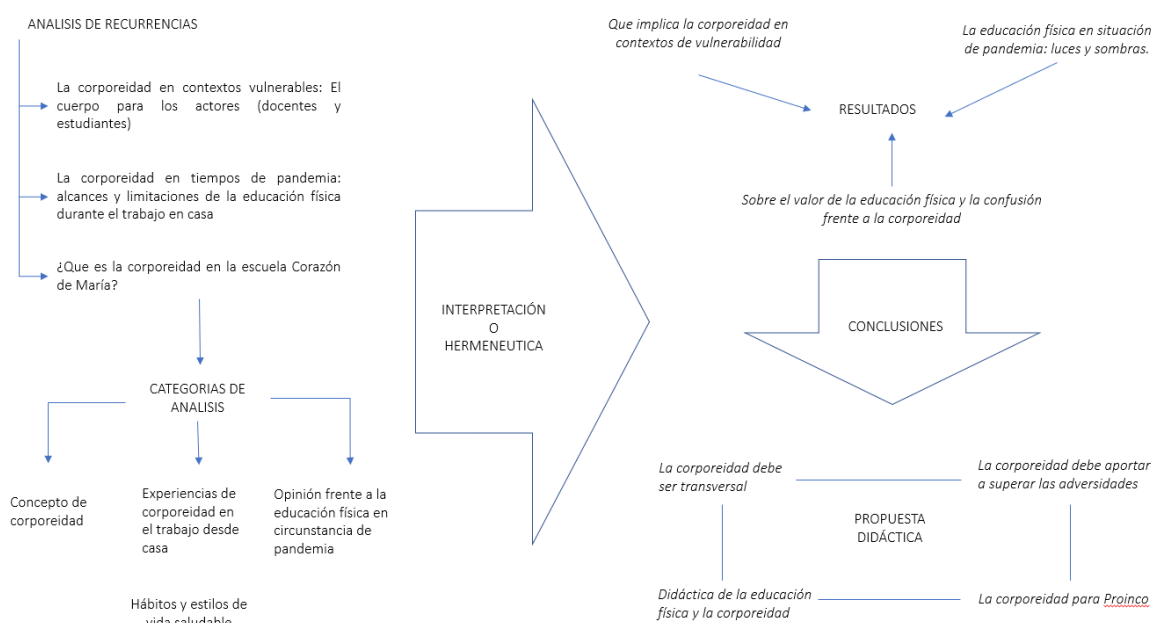 ANALISIS DE RECURRENCIAS
La corporeidad en contextos vulnerables: El
cuerpo para los actores (docentes y
estudiantes)
La corporeidad en tiempos de pandemia:
alcances y limitaciones de la educación física
durante el trabajo en casa
¿Que es la corporeidad en la escuela Corazón
de María?
CATEGORIAS DE
ANALISIS
Concepto de
corporeidad
Experiencias de
corporeidad en
el trabajo desde
casa
Opinión frente a la
educación física en
circunstancia de
pandemia
Hábitos y estilos de
vida saludable
INTERPRETACIÓN
O
HERMENEUTICA
Que implica la corporeidad en
contextos de vulnerabilidad
La educación física en situación
de pandemia: luces y sombras.
RESULTADOS
Sobre el valor de la educación física y la confusión
frente a la corporeidad
CONCLUSIONES
La corporeidad debe
ser transversal
La corporeidad debe aportar
a superar las adversidades
PROPUESTA
DIDÁCTICA
Didáctica de la educación
física y la corporeidad
La corporeidad para Proinco